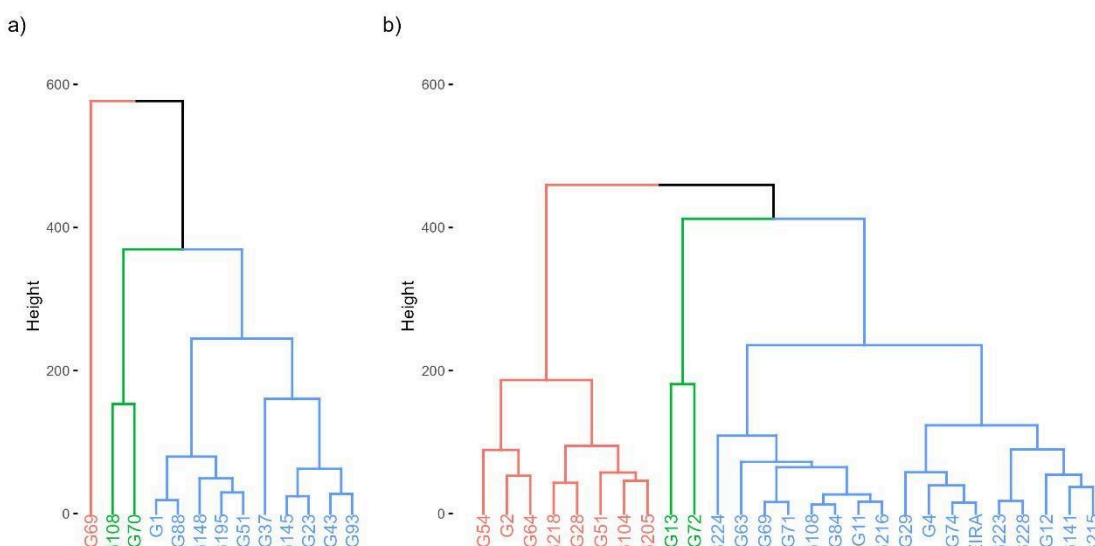 a)
b)
600
400
200
0
Height
G69
108
G70
G1
G88
148
195
G51
G37
145
G23
G43
G93
600
400
200
0
Height
G54
G2
G64
218
G28
G51
104
205
G13
G72
224
G63
G69
G71
108
G84
G11
216
G29
G4
G74
EIRA
223
228
G12
141
215